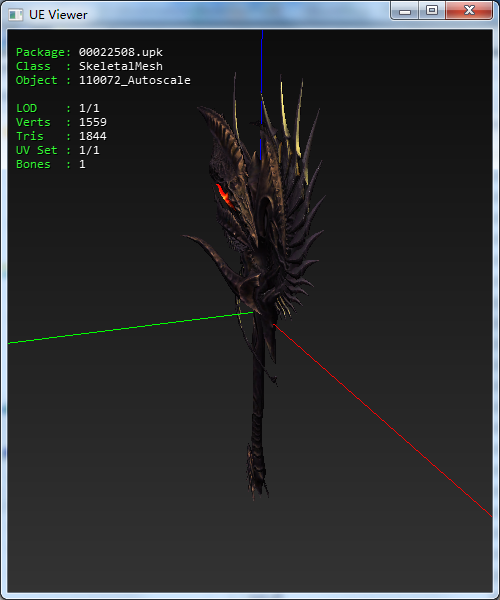 UE Viewer
Package: 00022508.upk
Class : SkeletalMesh
Object : 110072_Autoscale
LOD : 1/1
Verts : 1559
Tris : 1844
UV Set : 1/1
Bones : 1